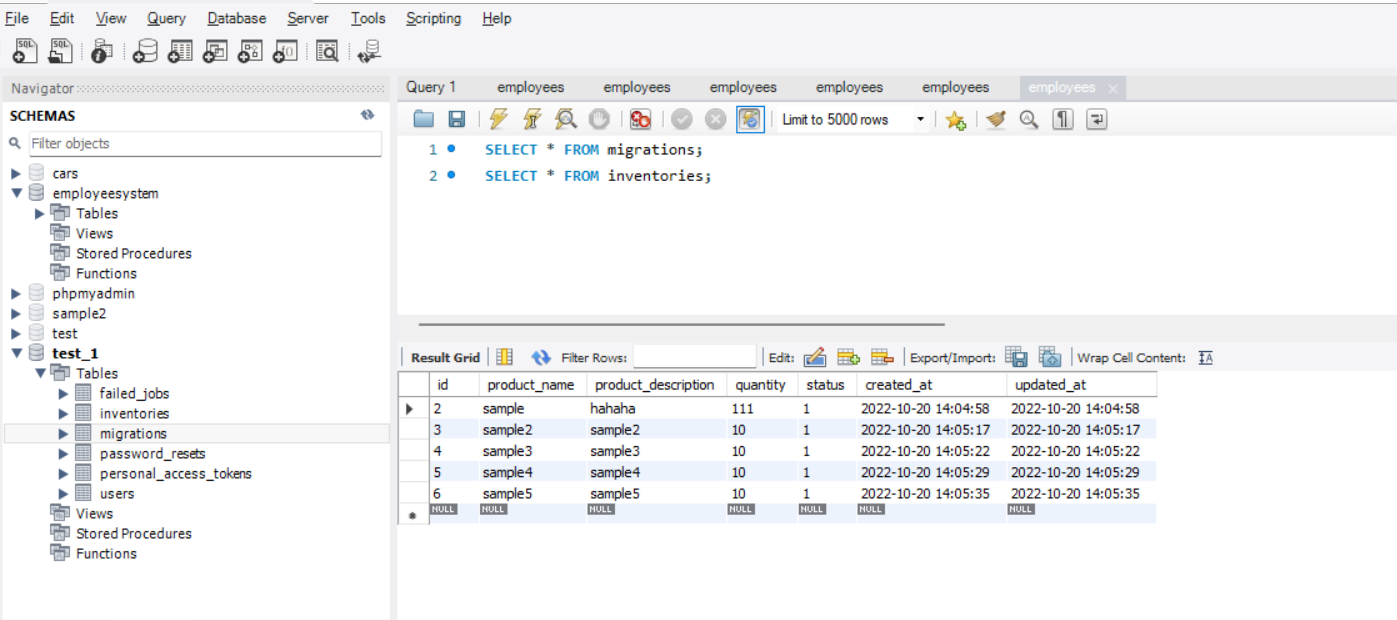 File Edit View Query Database Server Tools Scripting Help
SQL SQL
Navigator
SCHEMAS
Filter objects
cars
employeesystem
Tables
Views
Stored Procedures
Functions
phpmyadmin
sample2
test
test_1
Tables
failed_jobs
inventories
migrations
password_resets
personal_access_tokens
users
Views
Stored Procedures
Functions
Query 1 employees employees employees employees employees employees
Limit to 5000 rows
1 SELECT * FROM migrations;
2 SELECT * FROM inventories;
Result Grid Filter Rows: Edit: Export/Import: Wrap Cell Content: IA
id product_name product_description quantity status created_at updated_at
2 sample hahaha 111 1 2022-10-20 14:04:58 2022-10-20 14:04:58
3 sample2 sample2 10 1 2022-10-20 14:05:17 2022-10-20 14:05:17
4 sample3 sample3 10 1 2022-10-20 14:05:22 2022-10-20 14:05:22
5 sample4 sample4 10 1 2022-10-20 14:05:29 2022-10-20 14:05:29
6 sample5 sample5 10 1 2022-10-20 14:05:35 2022-10-20 14:05:35
NULL NULL NULL NULL NULL NULL NULL